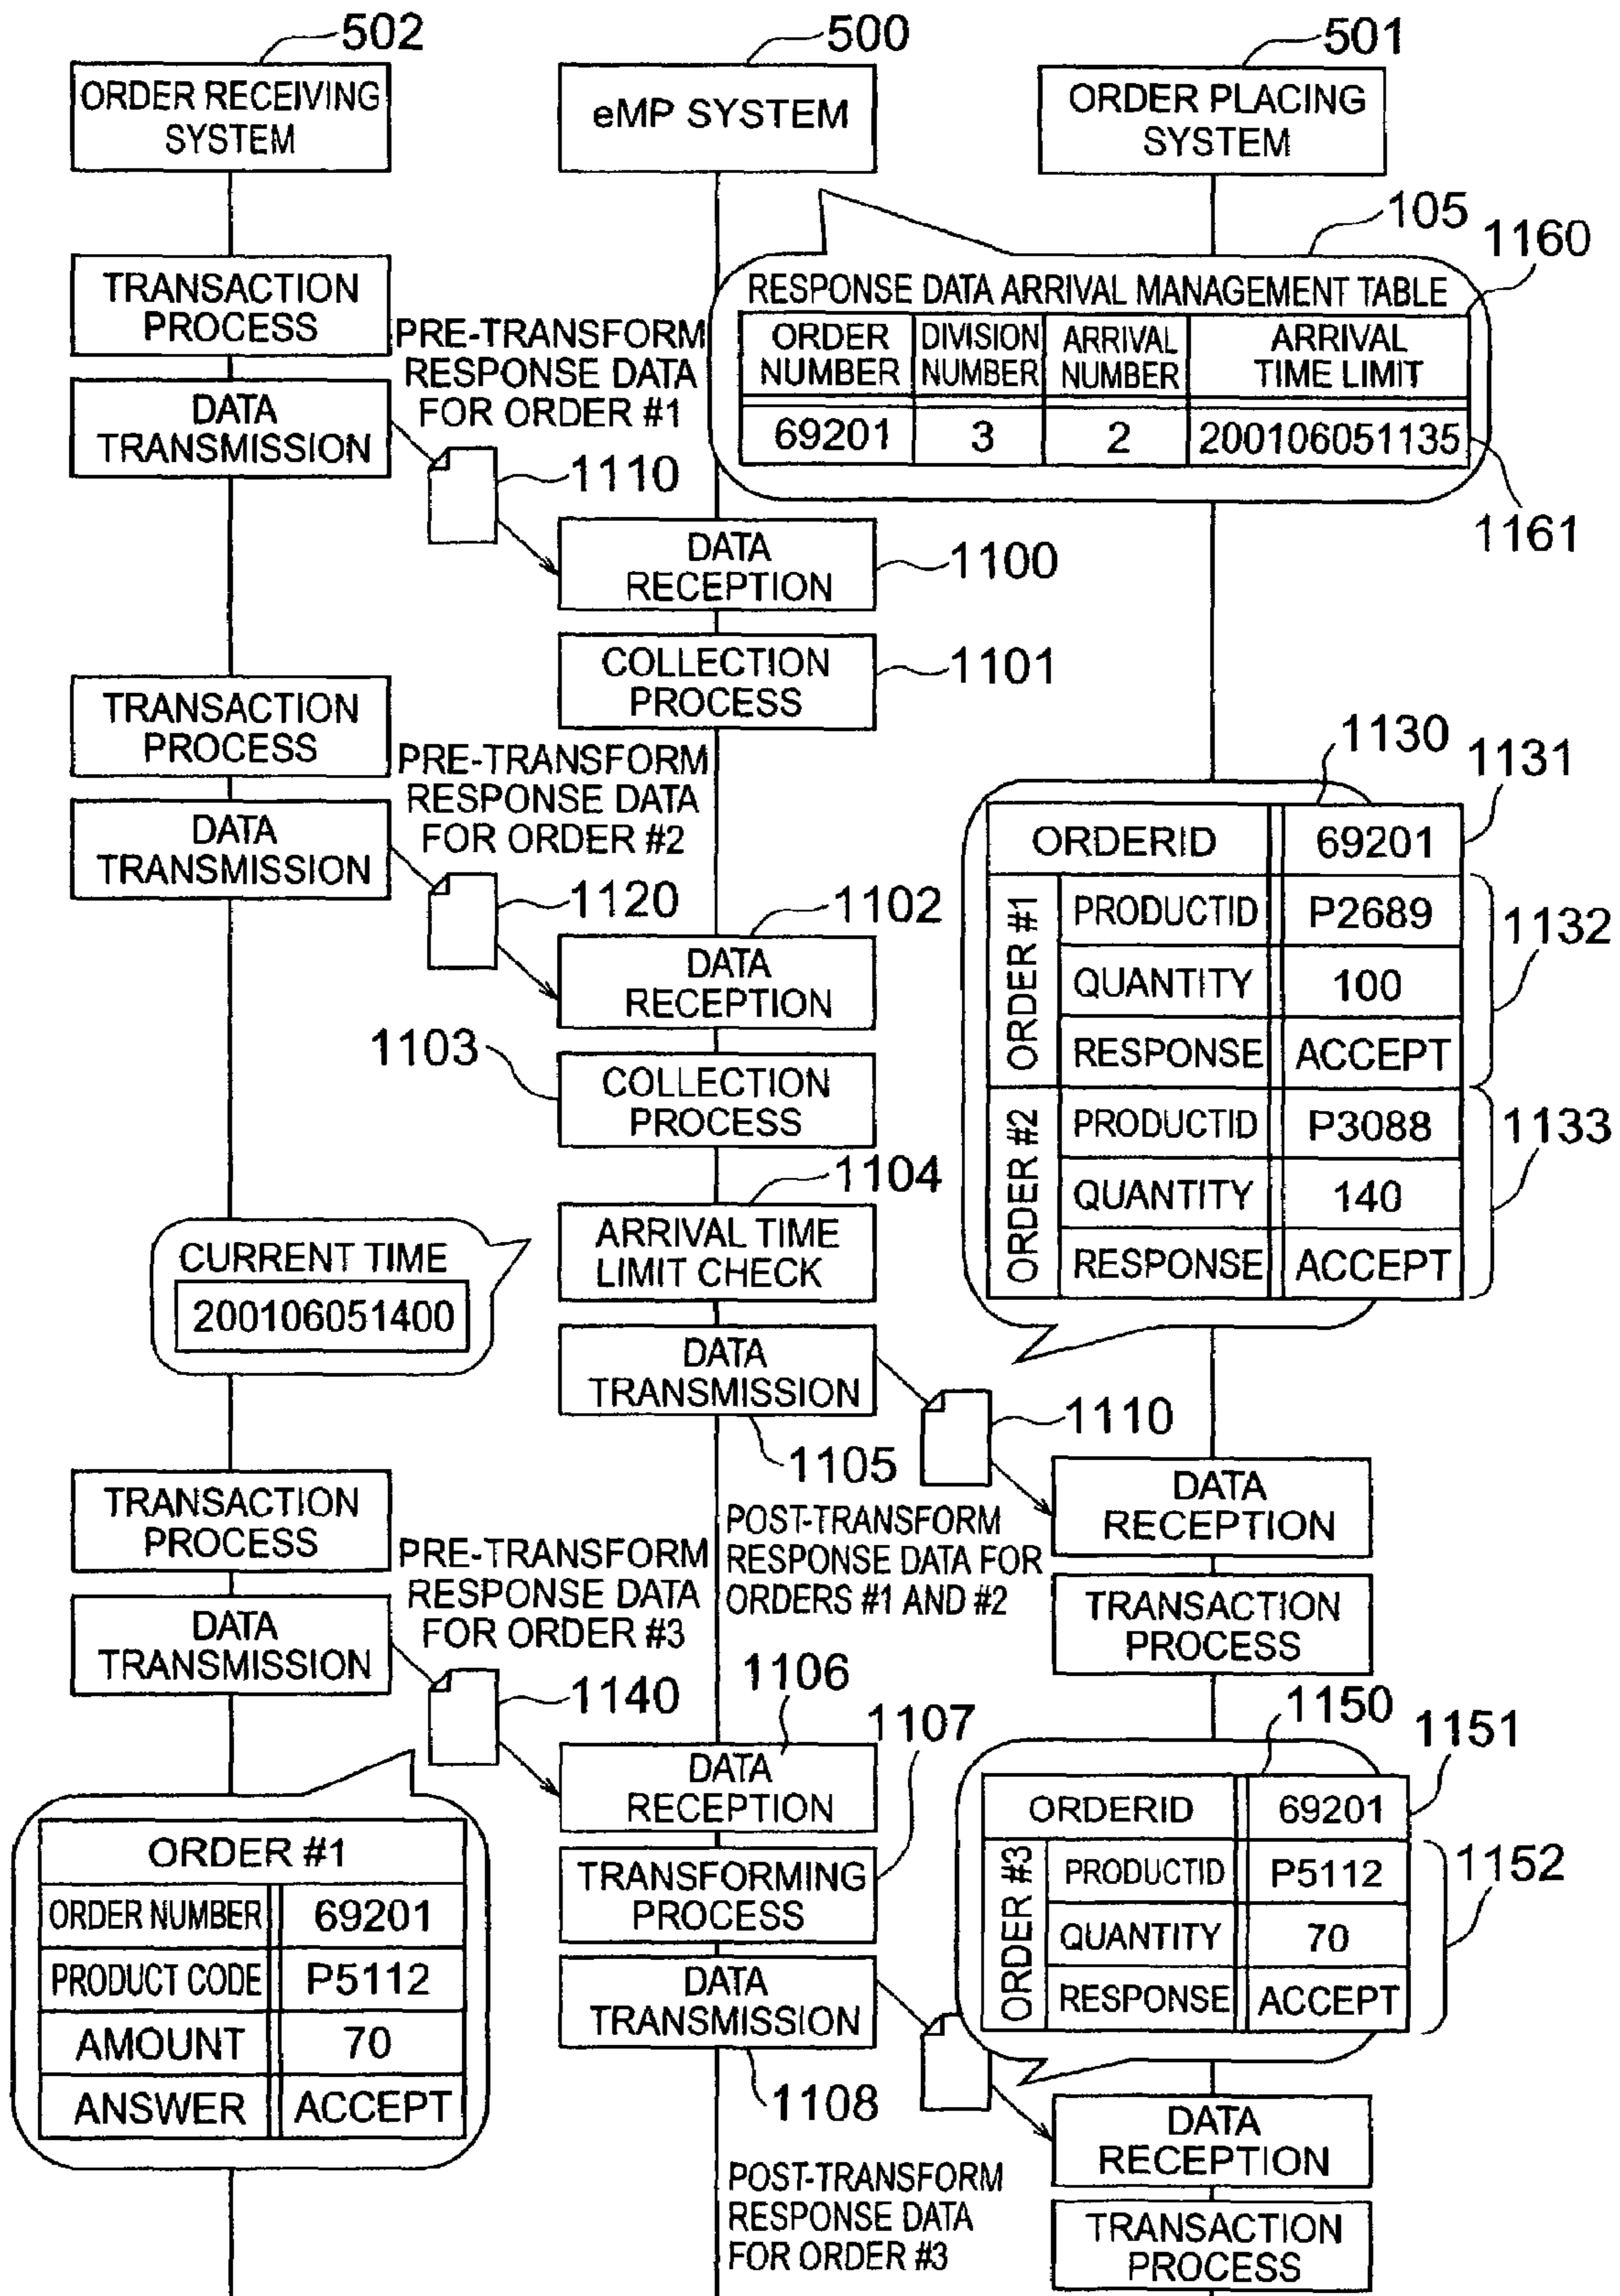 502
500
501
ORDER RECEIVING
SYSTEM
eMP SYSTEM
ORDER PLACING
SYSTEM
105
1160
TRANSACTION
PROCESS
RESPONSE DATA ARRIVAL MANAGEMENT TABLE
ORDER
NUMBER
DIVISION
NUMBER
ARRIVAL
NUMBER
ARRIVAL
TIME LIMIT
69201
3
2
200106051135
1161
DATA
TRANSMISSION
PRE-TRANSFORM
RESPONSE DATA
FOR ORDER #1
1110
DATA
RECEPTION
1100
COLLECTION
PROCESS
1101
TRANSACTION
PROCESS
DATA
TRANSMISSION
PRE-TRANSFORM
RESPONSE DATA
FOR ORDER #2
1120
1102
DATA
RECEPTION
1103
COLLECTION
PROCESS
1130
1131
ORDERID
69201
ORDER #1
PRODUCTID
P2689
QUANTITY
100
RESPONSE
ACCEPT
1132
ORDER #2
PRODUCTID
P3088
QUANTITY
140
RESPONSE
ACCEPT
1133
1104
ARRIVAL TIME
LIMIT CHECK
CURRENT TIME
200106051400
DATA
TRANSMISSION
1105
1110
POST-TRANSFORM
RESPONSE DATA FOR
ORDERS #1 AND #2
DATA
RECEPTION
TRANSACTION
PROCESS
TRANSACTION
PROCESS
DATA
TRANSMISSION
PRE-TRANSFORM
RESPONSE DATA
FOR ORDER #3
1140
1106
DATA
RECEPTION
1107
TRANSFORMING
PROCESS
DATA
TRANSMISSION
1108
1150
1151
ORDERID
69201
ORDER #3
PRODUCTID
P5112
QUANTITY
70
RESPONSE
ACCEPT
1152
ORDER #1
ORDER NUMBER
69201
PRODUCT CODE
P5112
AMOUNT
70
ANSWER
ACCEPT
POST-TRANSFORM
RESPONSE DATA
FOR ORDER #3
DATA
RECEPTION
TRANSACTION
PROCESS